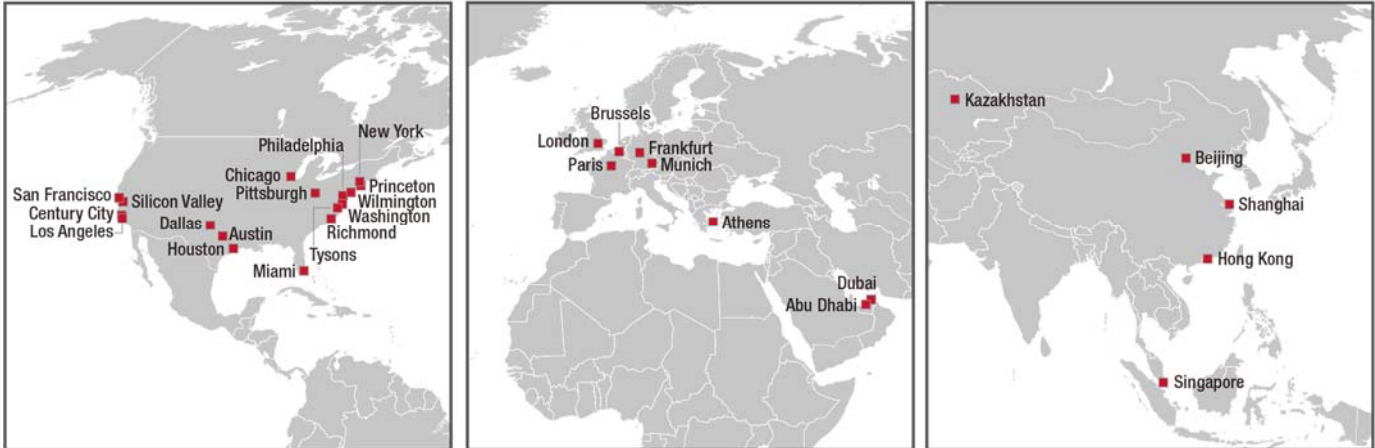 New York
Philadelphia
Chicago
Pittsburgh
Princeton
Wilmington
Washington
Richmond
San Francisco
Silicon Valley
Century City
Los Angeles
Dallas
Austin
Houston
Tysons
Miami
Brussels
London
Frankfurt
Paris
Munich
Athens
Dubai
Abu Dhabi
Kazakhstan
Beijing
Shanghai
Hong Kong
Singapore